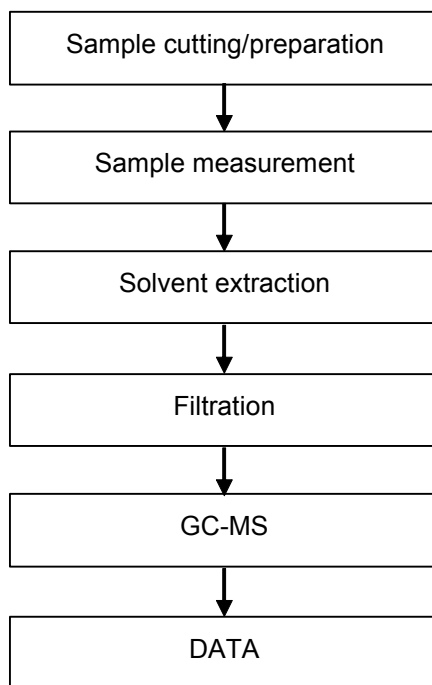 Sample cutting/preparation
Sample measurement
Solvent extraction
Filtration
GC-MS
DATA